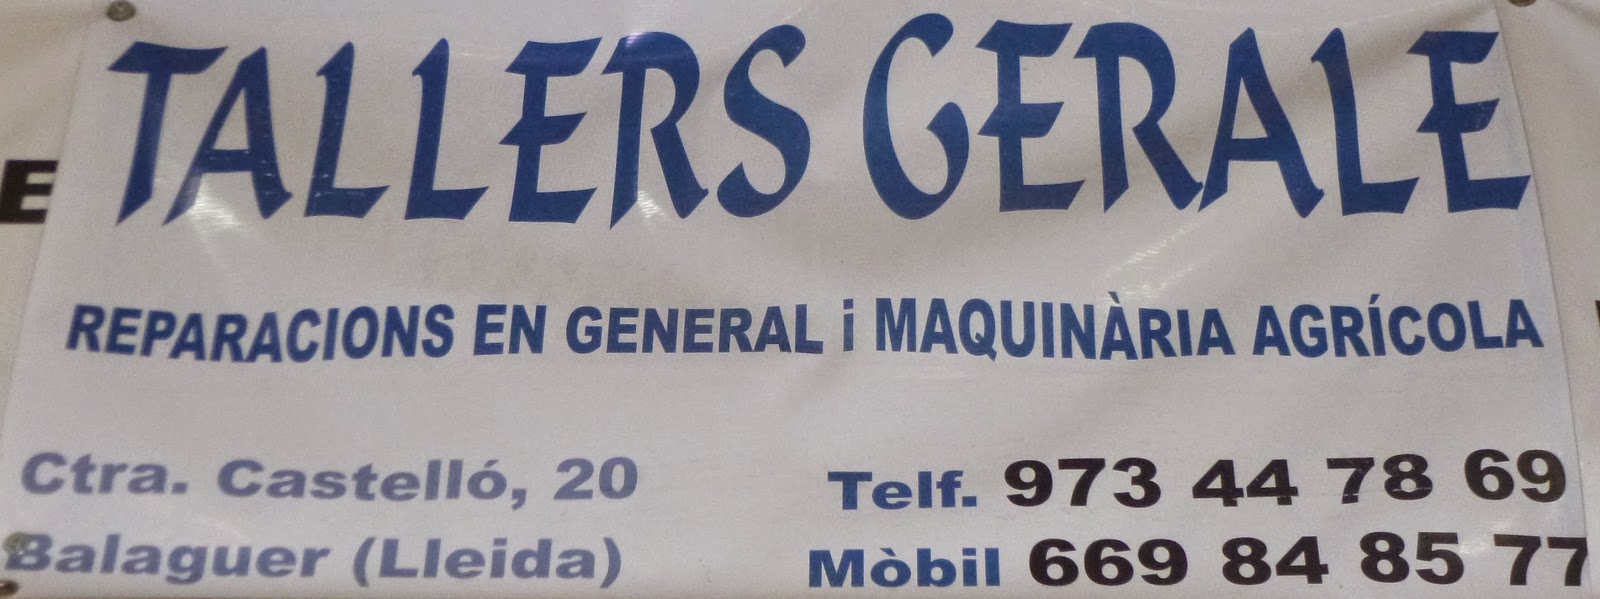 TALLERS GERALE
REPARACIONS EN GENERAL i MAQUINÀRIA AGRÍCOLA
Ctra. Castelló, 20
Balaguer (Lleida)
Telf. 973 44 78 69
Mòbil 669 84 85 77
E